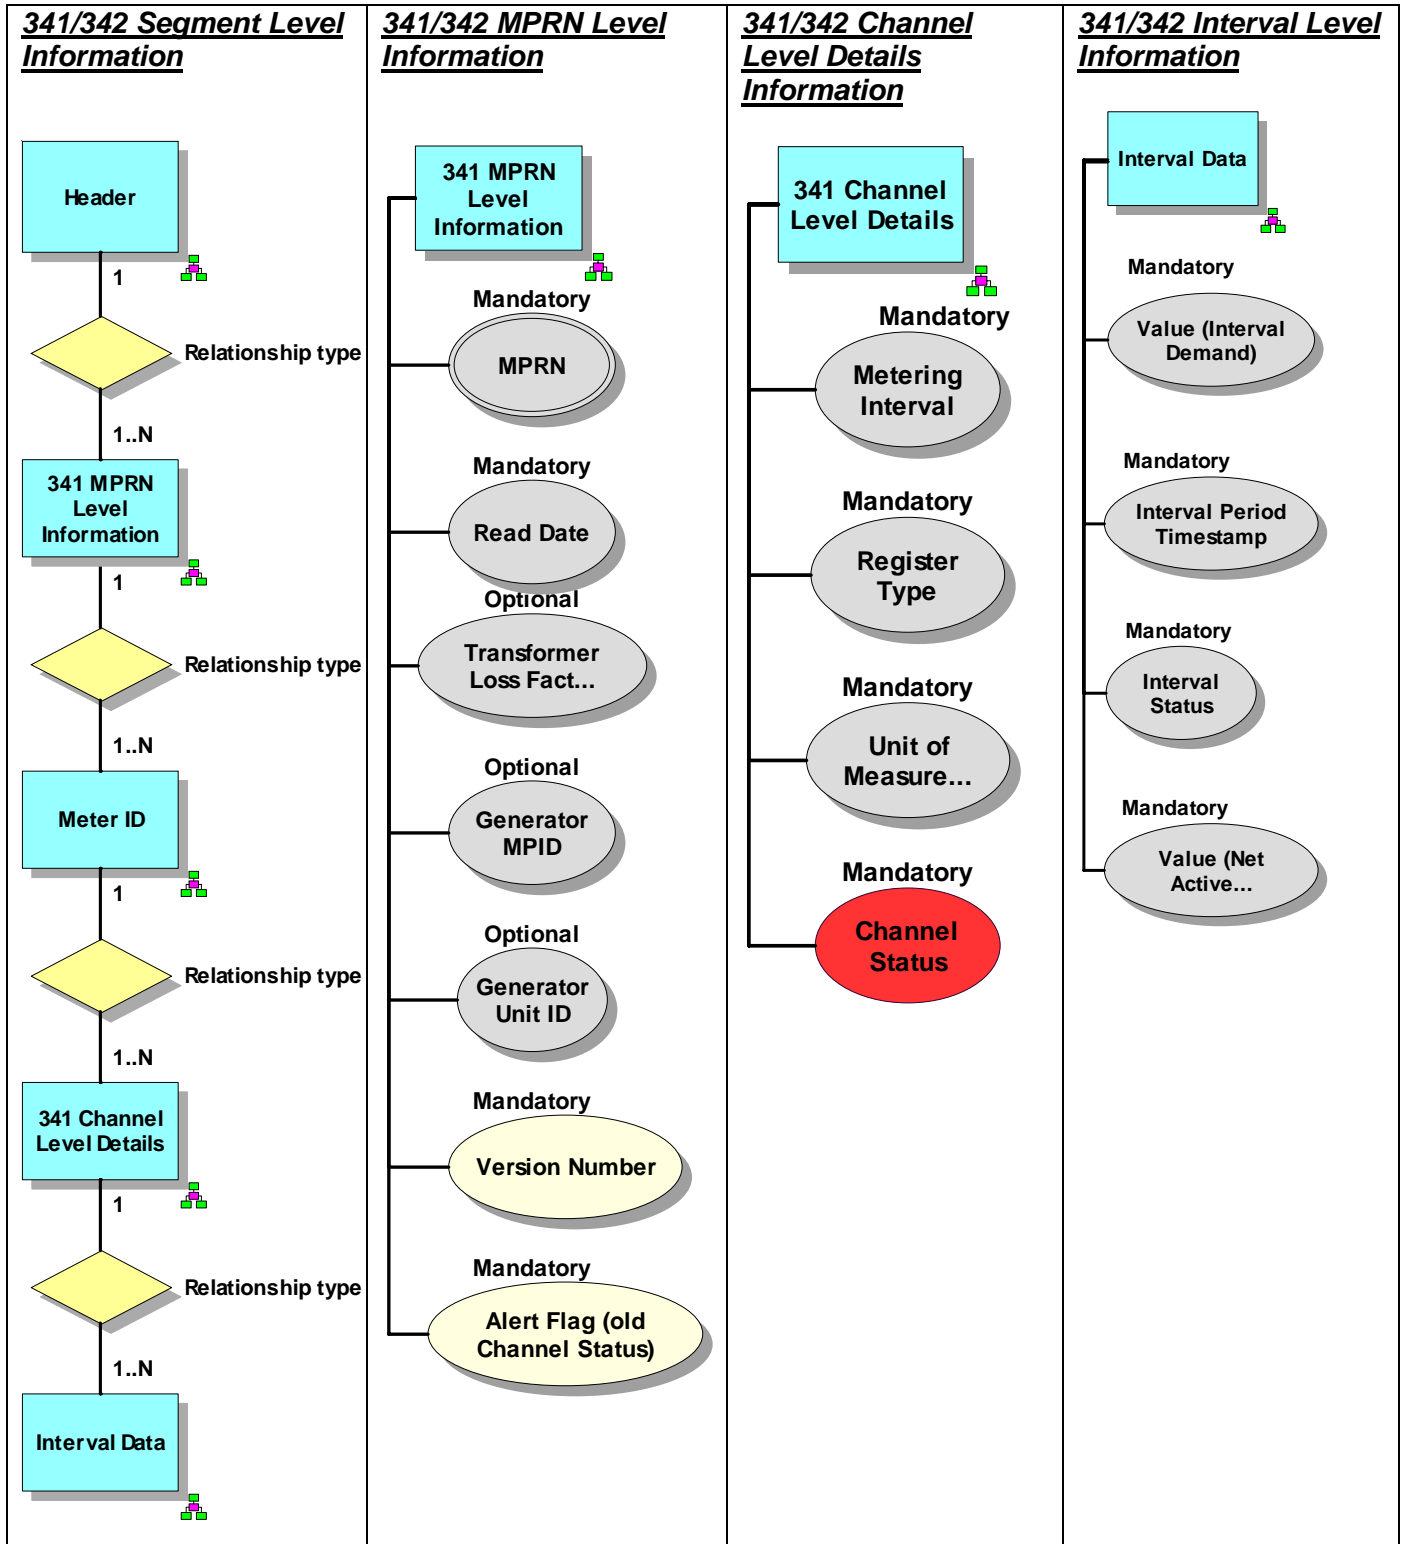 341/342 Segment Level
Information
Header
1
Relationship type
1..N
341 MPRN
Level
Information
1
Relationship type
1..N
Meter ID
1
Relationship type
1..N
341 Channel
Level Details
1
Relationship type
1..N
Interval Data
341/342 MPRN Level
Information
341 MPRN
Level
Information
Mandatory
MPRN
Mandatory
Read Date
Optional
Transformer
Loss Fact...
Optional
Generator
MPID
Optional
Generator
Unit ID
Mandatory
Version Number
Mandatory
Alert Flag (old
Channel Status)
341/342 Channel
Level Details
Information
341 Channel
Level Details
Mandatory
Metering
Interval
Mandatory
Register
Type
Mandatory
Unit of
Measure...
Mandatory
Channel
Status
341/342 Interval Level
Information
Interval Data
Mandatory
Value (Interval
Demand)
Mandatory
Interval Period
Timestamp
Mandatory
Interval
Status
Mandatory
Value (Net
Active...